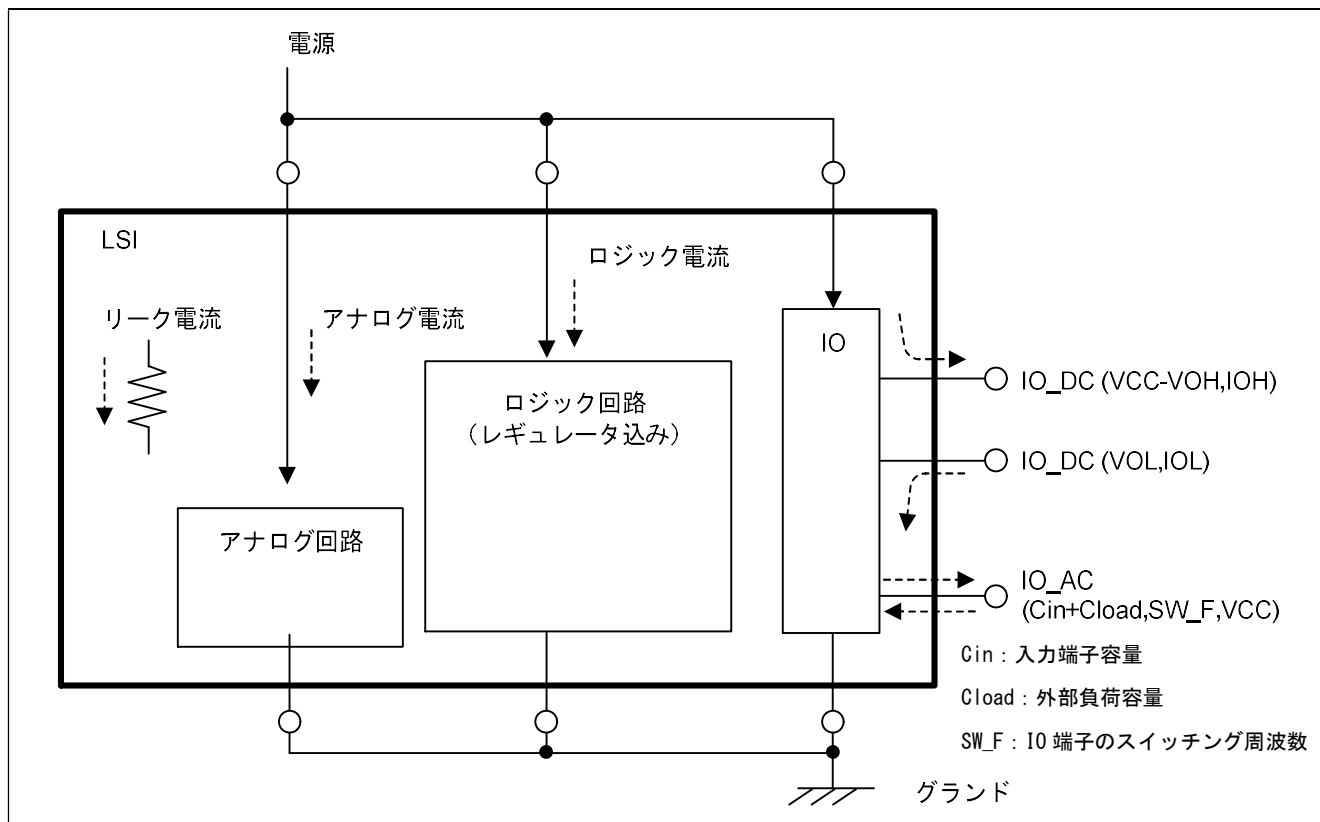 電源
LSI
リーク電流
アナログ電流
ロジック電流
アナログ回路
ロジック回路
（レギュレータ込み）
IO
IO_DC (VCC-VOH,IOH)
IO_DC (VOL,IOL)
IO_AC
(Cin+Cload,SW_F,VCC)
Cin：入力端子容量
Cload：外部負荷容量
SW_F：IO 端子のスイッチング周波数
グランド